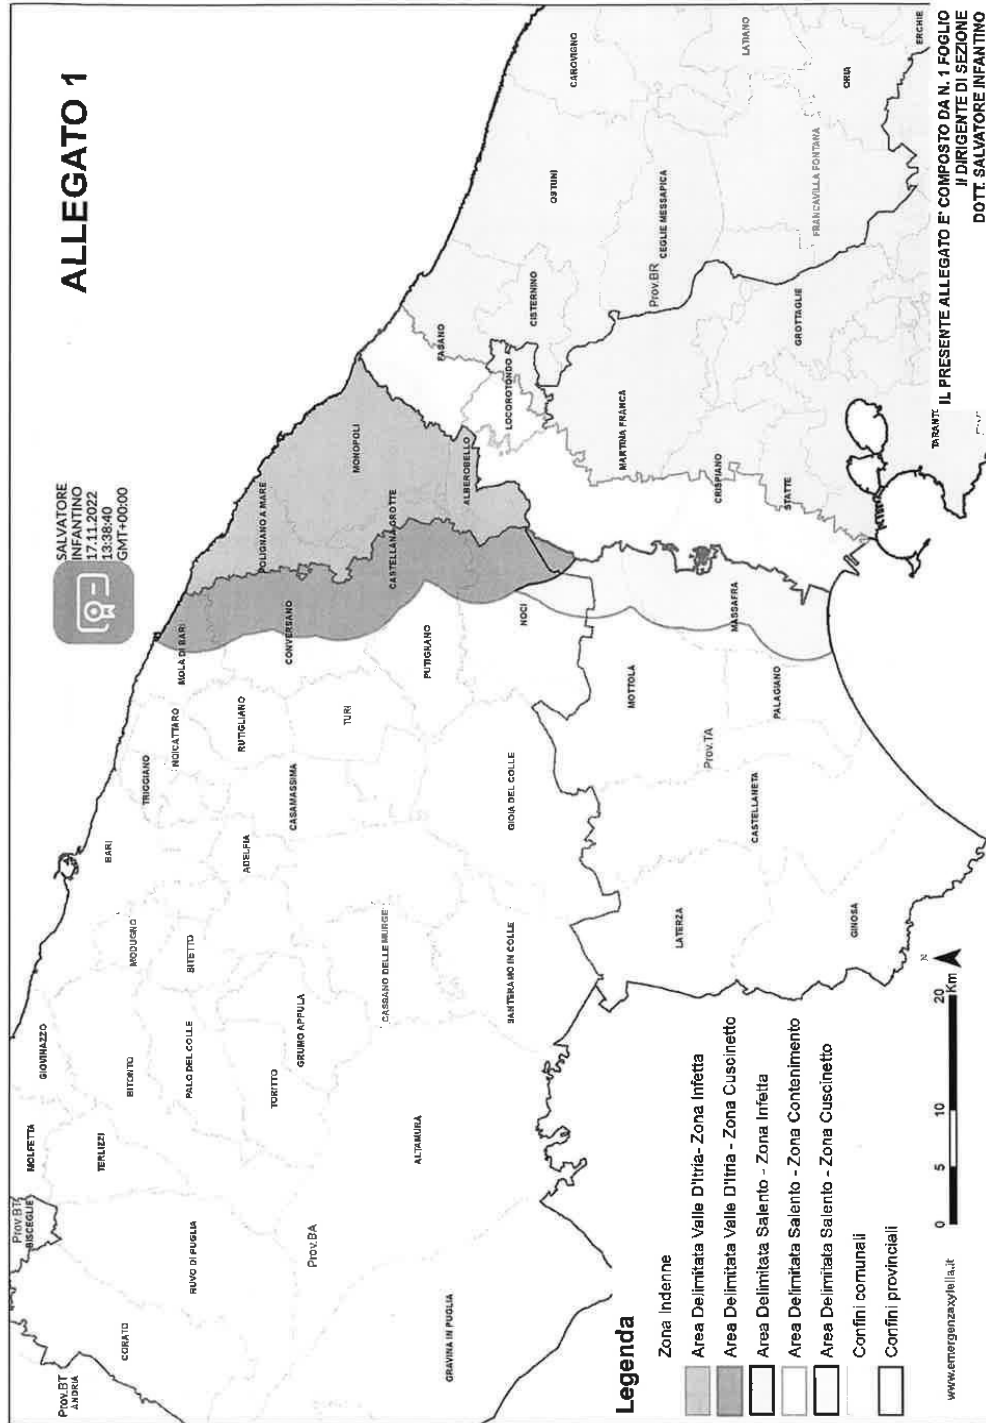 ALLEGATO 1
SALVATORE
INFANTINO
17.11.2022
13:38:40
GMT+00:00
Prov.BT
ANDRIA
Prov.BT
BISCEGLIE
MOLFETTA
GIOVINAZZO
CORATO
TERLIZZI
BITONTO
MODUGNO
BARI
TRIGGIANO
RUVO DI PUGLIA
PALO DEL COLLE
BITETTO
NOICATTARO
MOLA DI BARI
TORITTO
GRUMO APPULA
ADELFIA
RUTIGLIANO
CASAMASSIMA
CONVERSANO
POLIGNANO A MARE
Prov.BA
TURI
MONOPOLI
CASSANO DELLE MURGE
CASTELLANA GROTTE
ALTAMURA
PUTIGNANO
FASANO
GRAVINA IN PUGLIA
SANTERAMO IN COLLE
GIOIA DEL COLLE
NOCI
ALBEROBELLO
LOCOROTONDO
CISTERNINO
OSTUNI
CAROVIGNO
MOTTOLA
MARTINA FRANCA
Prov.BR
CEGLIE MESSAPICA
LATERZA
Prov.TA
CASTELLANETA
PALAGIANO
MASSAFRA
CRISPIANO
STATTE
GROTTAGLIE
FRANCAVILLA FONTANA
LATIANO
ORIA
GINOSA
ERCHIE
Legenda
Zona Indenne
Area Delimitata Valle D'Itria- Zona Infetta
Area Delimitata Valle D'Itria - Zona Cuscinetto
Area Delimitata Salento - Zona Infetta
Area Delimitata Salento - Zona Contenimento
Area Delimitata Salento - Zona Cuscinetto
Confini comunali
Confini provinciali
www.emergenzaxylella.it
0 5 10 20
Km
N
IL PRESENTE ALLEGATO E' COMPOSTO DA N. 1 FOGLIO
Il DIRIGENTE DI SEZIONE
DOTT. SALVATORE INFANTINO